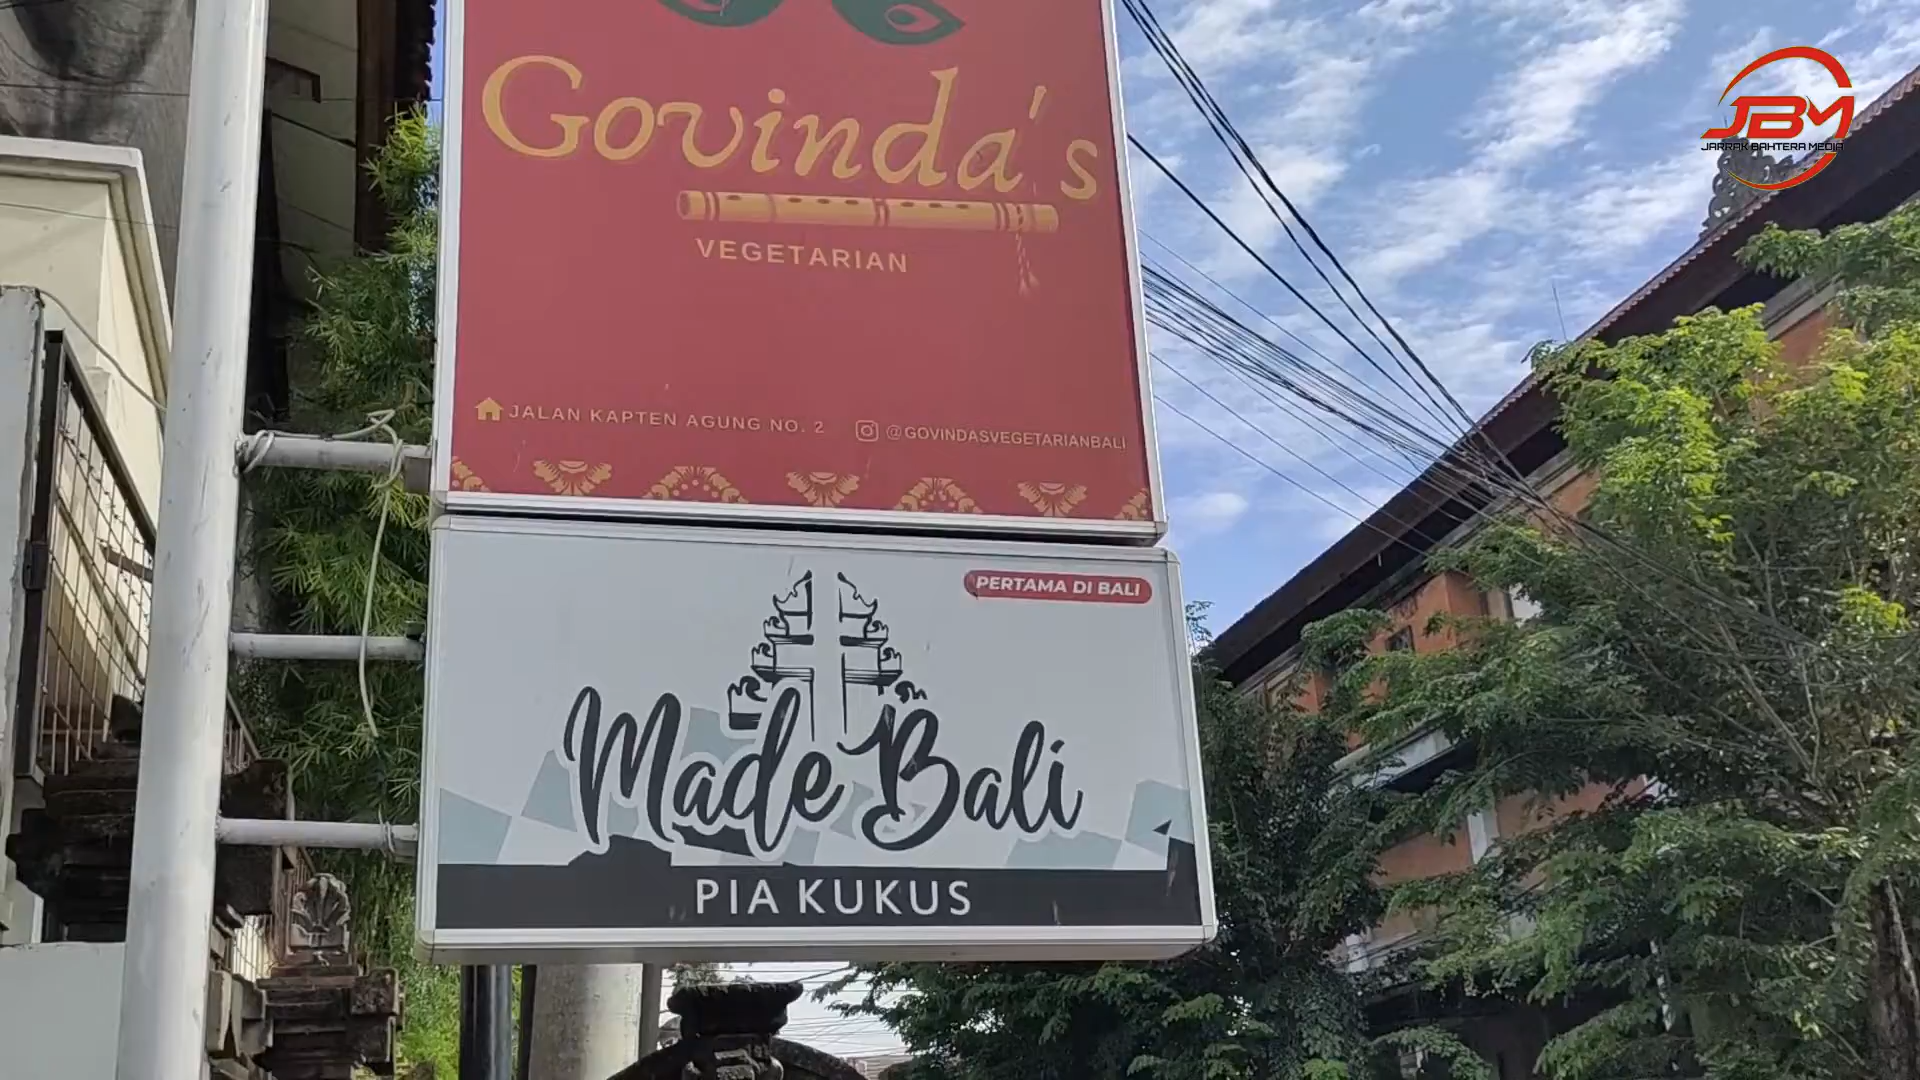 Govinda's
VEGETARIAN
JALAN KAPTEN AGUNG NO. 2
@GOVINDASVEGETARIANBALI
PERTAMA DI BALI
Made Bali
PIA KUKUS
JBM
JARRAK BAHTERA MEDIA